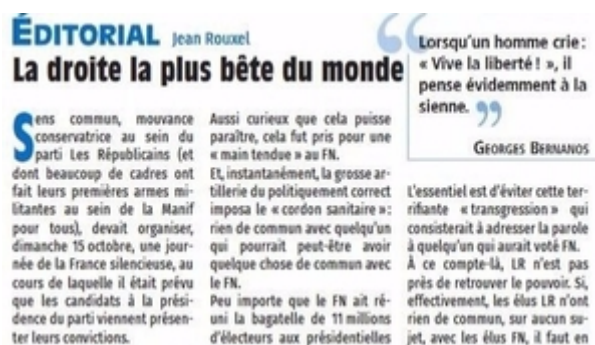 ÉDITORIAL Jean Rouxel
La droite la plus bête du monde
Lorsqu'un homme crie :
« Vive la liberté ! », il
pense évidemment à la
sienne.
GEORGES BERNANOS
Sens commun, mouvance
conservatrice au sein du
parti Les Républicains (et
dont beaucoup de cadres ont
fait leurs premières armes mi-
litantes au sein de la Manif
pour tous), devait organiser,
dimanche 15 octobre, une jour-
née de la France silencieuse, au
cours de laquelle il était prévu
que les candidats à la prési-
dence du parti viennent présen-
ter leurs convictions.
Aussi curieux que cela puisse
paraître, cela fut pris pour une
« main tendue » au FN.
Et, instantanément, la grosse ar-
tillerie du politiquement correct
imposa le « cordon sanitaire » :
rien de commun avec quelqu'un
qui pourrait peut-être avoir
quelque chose de commun avec
le FN.
Peu importe que le FN ait ré-
uni la bagatelle de 11 millions
d'électeurs aux présidentielles
L'essentiel est d'éviter cette ter-
rifiante « transgression » qui
consisterait à adresser la parole
à quelqu'un qui aurait voté FN.
À ce compte-là, LR n'est pas
près de retrouver le pouvoir. Si,
effectivement, les élus LR n'ont
rien de commun, sur aucun su-
jet, avec les élus FN, il faut en